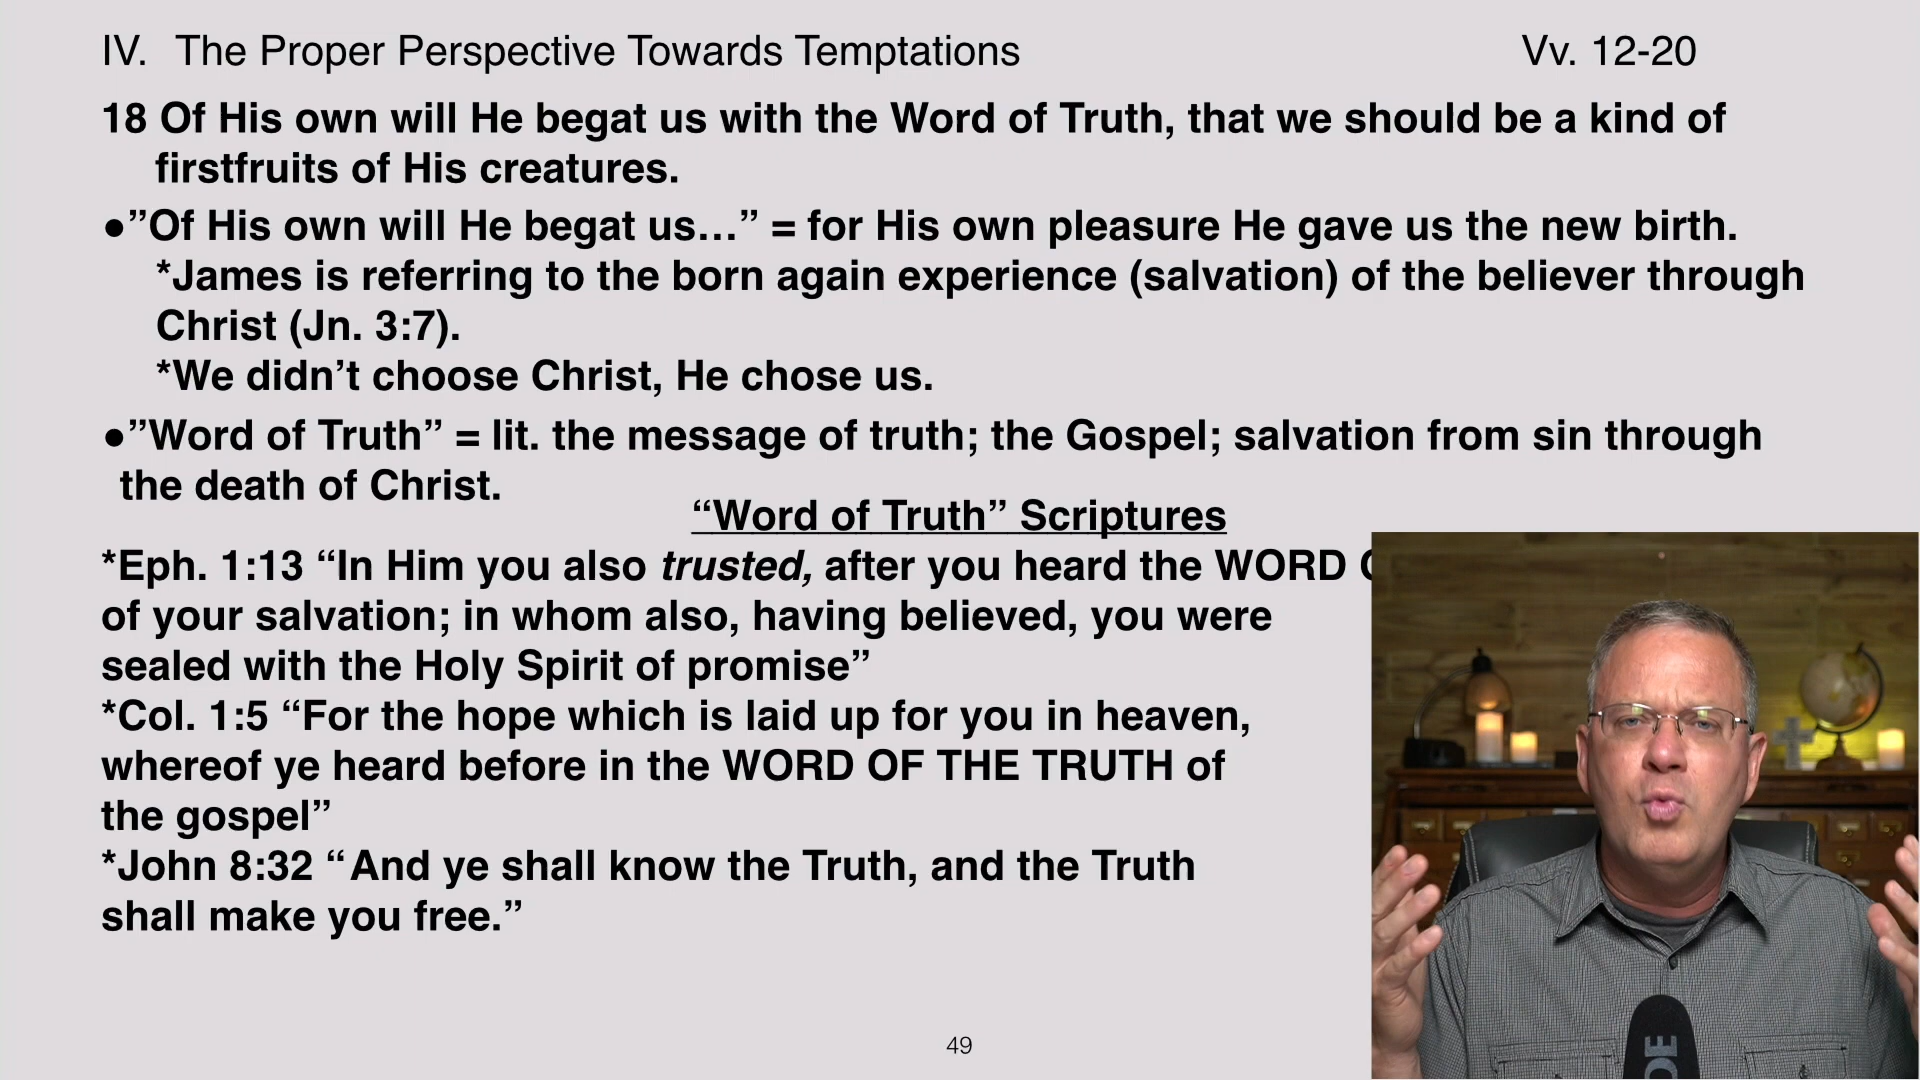 IV. The Proper Perspective Towards Temptations Vv. 12-20
18 Of His own will He begat us with the Word of Truth, that we should be a kind of
firstfruits of His creatures.
●”Of His own will He begat us…” = for His own pleasure He gave us the new birth.
*James is referring to the born again experience (salvation) of the believer through
Christ (Jn. 3:7).
*We didn’t choose Christ, He chose us.
●”Word of Truth” = lit. the message of truth; the Gospel; salvation from sin through
the death of Christ.
“Word of Truth” Scriptures
*Eph. 1:13 “In Him you also trusted, after you heard the WORD
of your salvation; in whom also, having believed, you were
sealed with the Holy Spirit of promise”
*Col. 1:5 “For the hope which is laid up for you in heaven,
whereof ye heard before in the WORD OF THE TRUTH of
the gospel”
*John 8:32 “And ye shall know the Truth, and the Truth
shall make you free.”
49